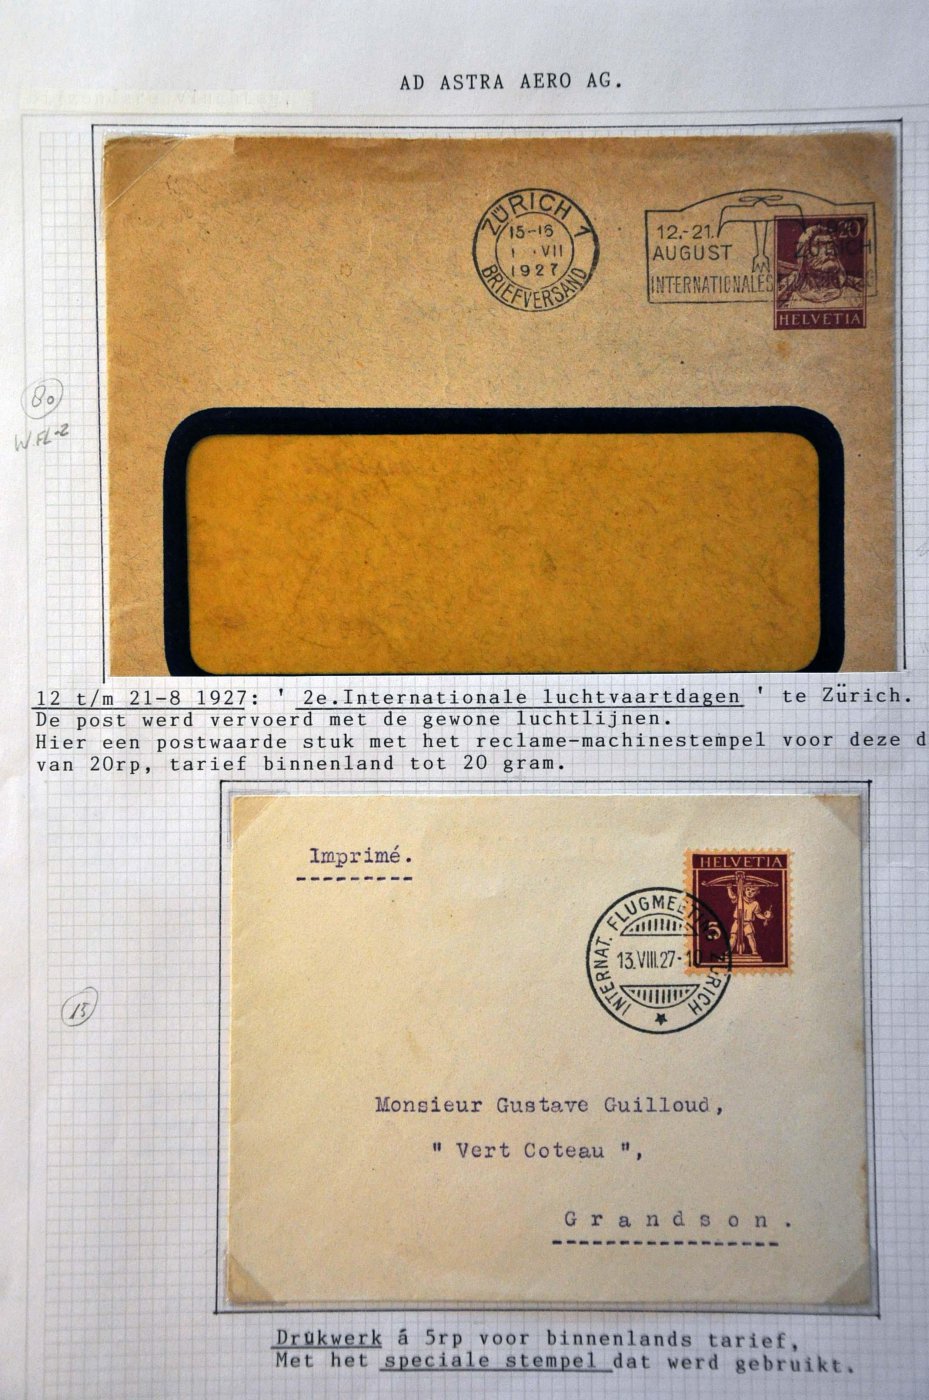 AD ASTRA AERO AG.
ZÜRICH 1
15-16
VII
1927
BRIEFVERSAND
12.-21.
AUGUST
ZÜRICH
INTERNATIONALES
20
HELVETIA
80
12 t/m 21-8 1927: ' 2e.Internationale luchtvaartdagen ' te Zürich.
De post werd vervoerd met de gewone luchtlijnen.
Hier een postwaarde stuk met het reclame-machinestempel voor deze d
van 20rp, tarief binnenland tot 20 gram.
Imprimé.
HELVETIA
5
INTERNAT. FLUGMEETING ZÜRICH
13.VIII.27-10
15
Monsieur Gustave Guilloud,
" Vert Coteau ",
Grandson.
Drukwerk á 5rp voor binnenlands tarief,
Met het speciale stempel dat werd gebruikt.